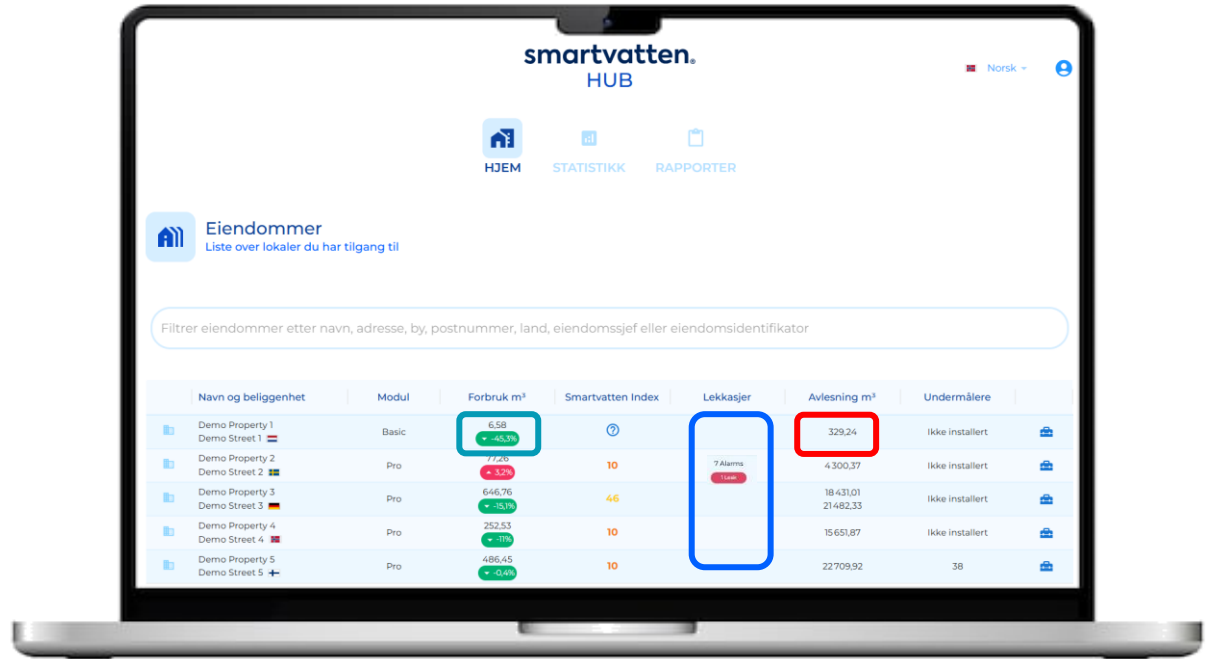 smartvatten®
HUB
Norsk
HJEM STATISTIKK RAPPORTER
Eiendommer
Liste over lokaler du har tilgang til
Filtrer eiendommer etter navn, adresse, by, postnummer, land, eiendomssjef eller eiendomsidentifikator
Navn og beliggenhet Modul Forbruk m³ Smartvatten Index Lekkasjer Avlesning m³ Undermålere
Demo Property 1
Demo Street 1 Basic 6,58 -45,3% ? 329,24 Ikke installert
Demo Property 2
Demo Street 2 Pro 77,26 3,2% 10 7 Alarms 1 Leak 4 300,37 Ikke installert
Demo Property 3
Demo Street 3 Pro 646,76 -15,1% 46 18 431,01 21 482,33 Ikke installert
Demo Property 4
Demo Street 4 Pro 252,53 -11% 10 15 651,87 Ikke installert
Demo Property 5
Demo Street 5 Pro 486,45 -0,4% 10 22 709,92 38